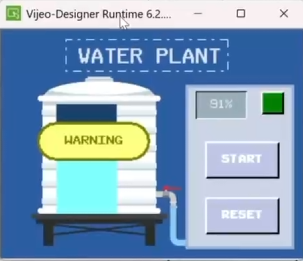 Vijeo-Designer Runtime 6.2....
WATER PLANT
91%
WARNING
START
RESET